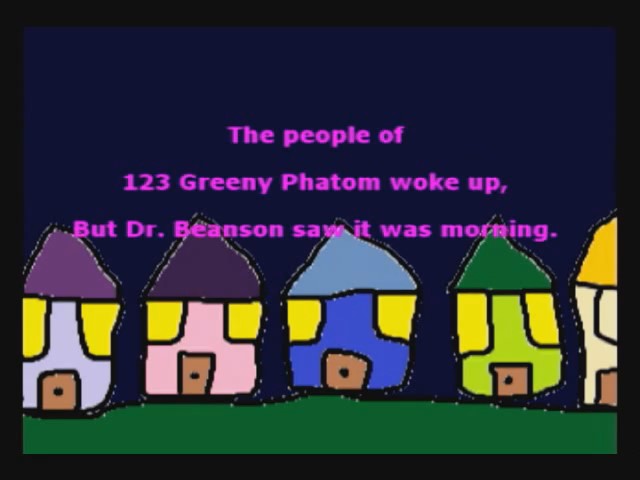 The people of
123 Greeny Phatom woke up,
But Dr. Beanson saw it was morning.